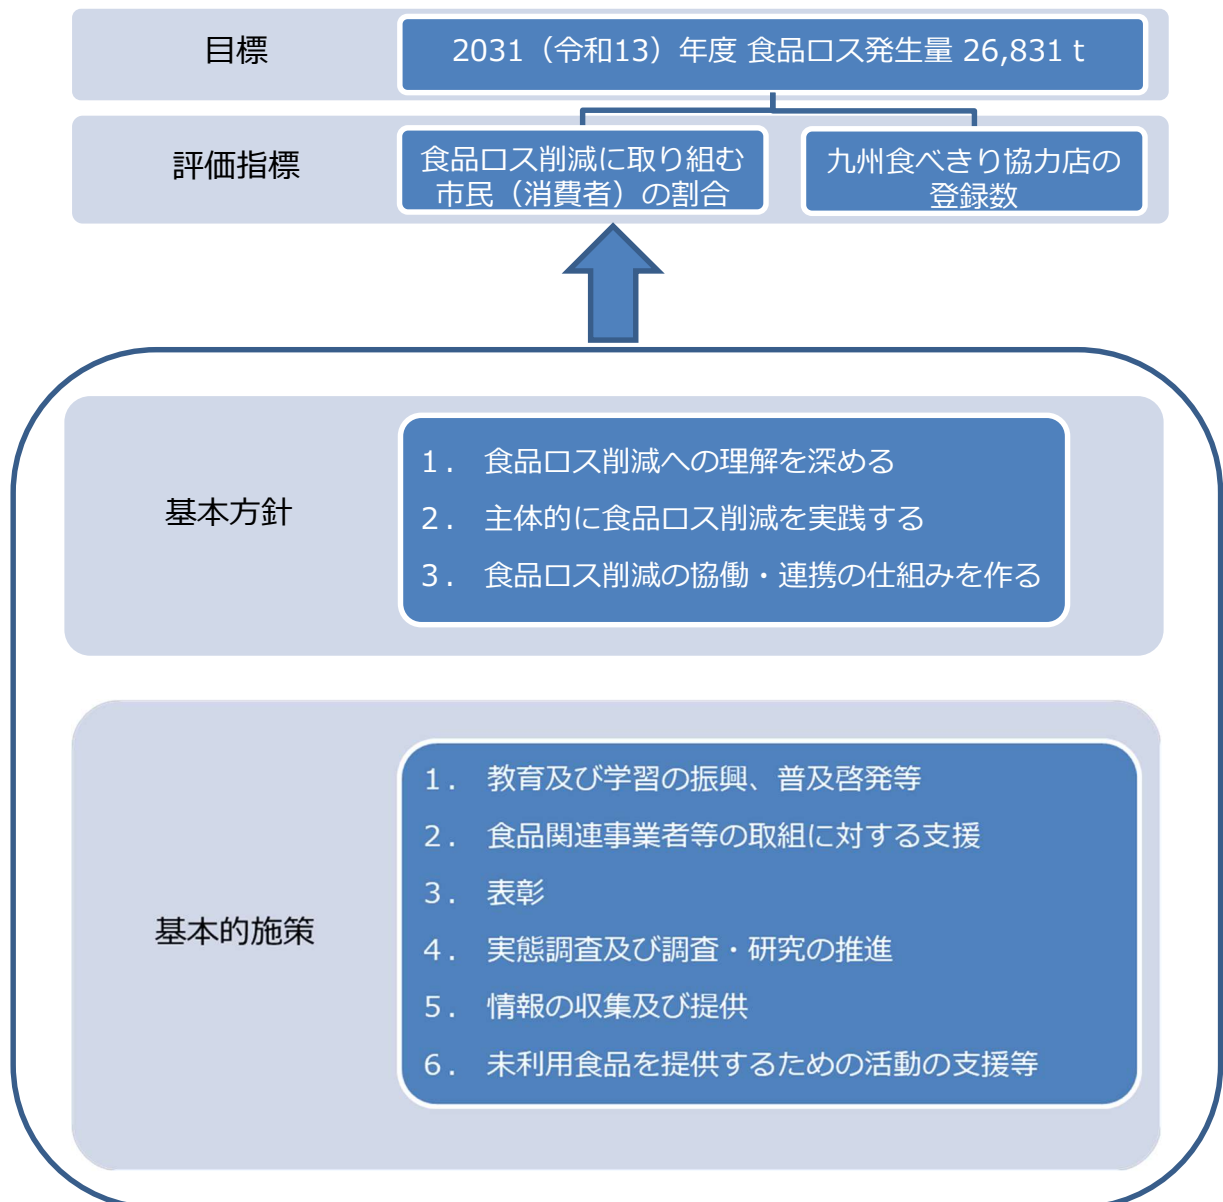 目標
2031（令和13）年度 食品ロス発生量 26,831 t
評価指標
食品ロス削減に取り組む
市民（消費者）の割合
九州食べきり協力店の
登録数
基本方針
１． 食品ロス削減への理解を深める
２． 主体的に食品ロス削減を実践する
３． 食品ロス削減の協働・連携の仕組みを作る
基本的施策
１． 教育及び学習の振興、普及啓発等
２． 食品関連事業者等の取組に対する支援
３． 表彰
４． 実態調査及び調査・研究の推進
５． 情報の収集及び提供
６． 未利用食品を提供するための活動の支援等